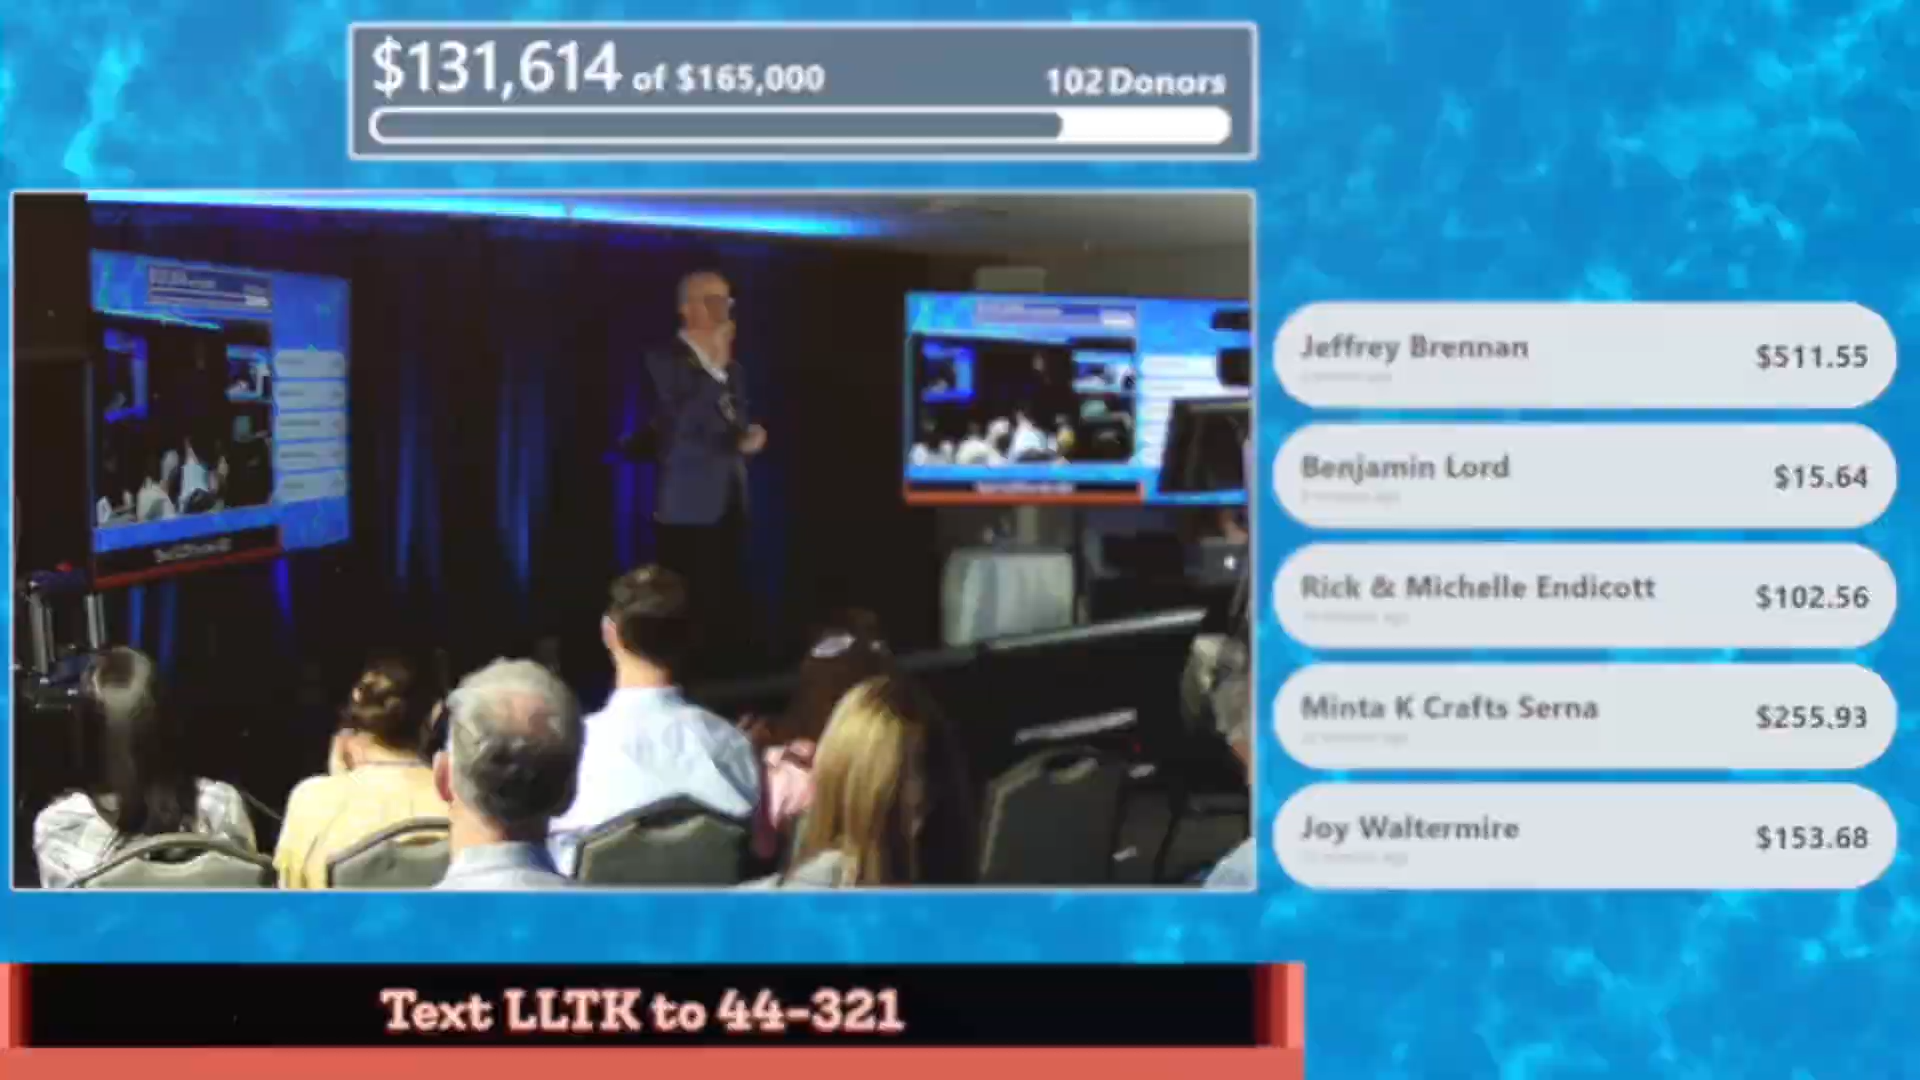 $131,614 of $165,000
102 Donors
Jeffrey Brennan
$511.55
Benjamin Lord
$15.64
Rick & Michelle Endicott
$102.56
Minta K Crafts Serna
$255.93
Joy Waltermire
$153.68
Text LLTK to 44-321